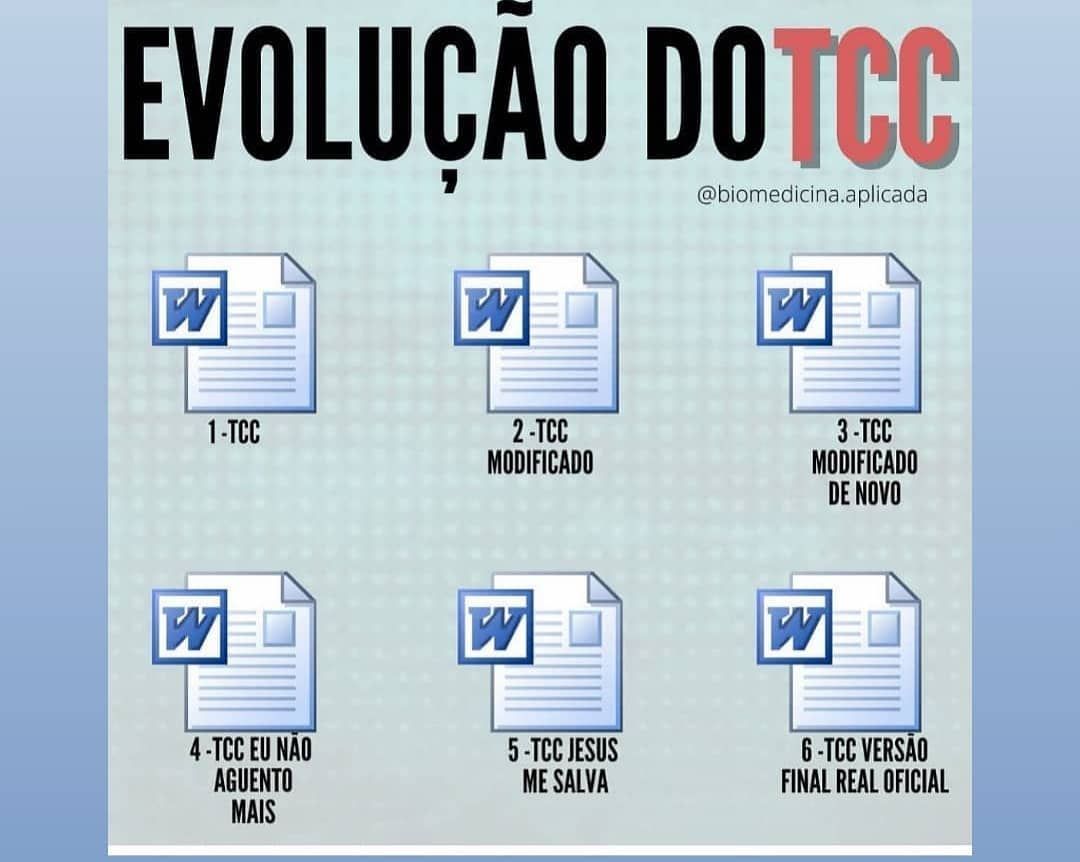 EVOLUÇÃO DO TCC
@biomedicina.aplicada
W
W
W
1 -TCC
2 -TCC
MODIFICADO
3 -TCC
MODIFICADO
DE NOVO
W
W
W
4 -TCC EU NÃO
AGUENTO
MAIS
5 -TCC JESUS
ME SALVA
6 -TCC VERSÃO
FINAL REAL OFICIAL